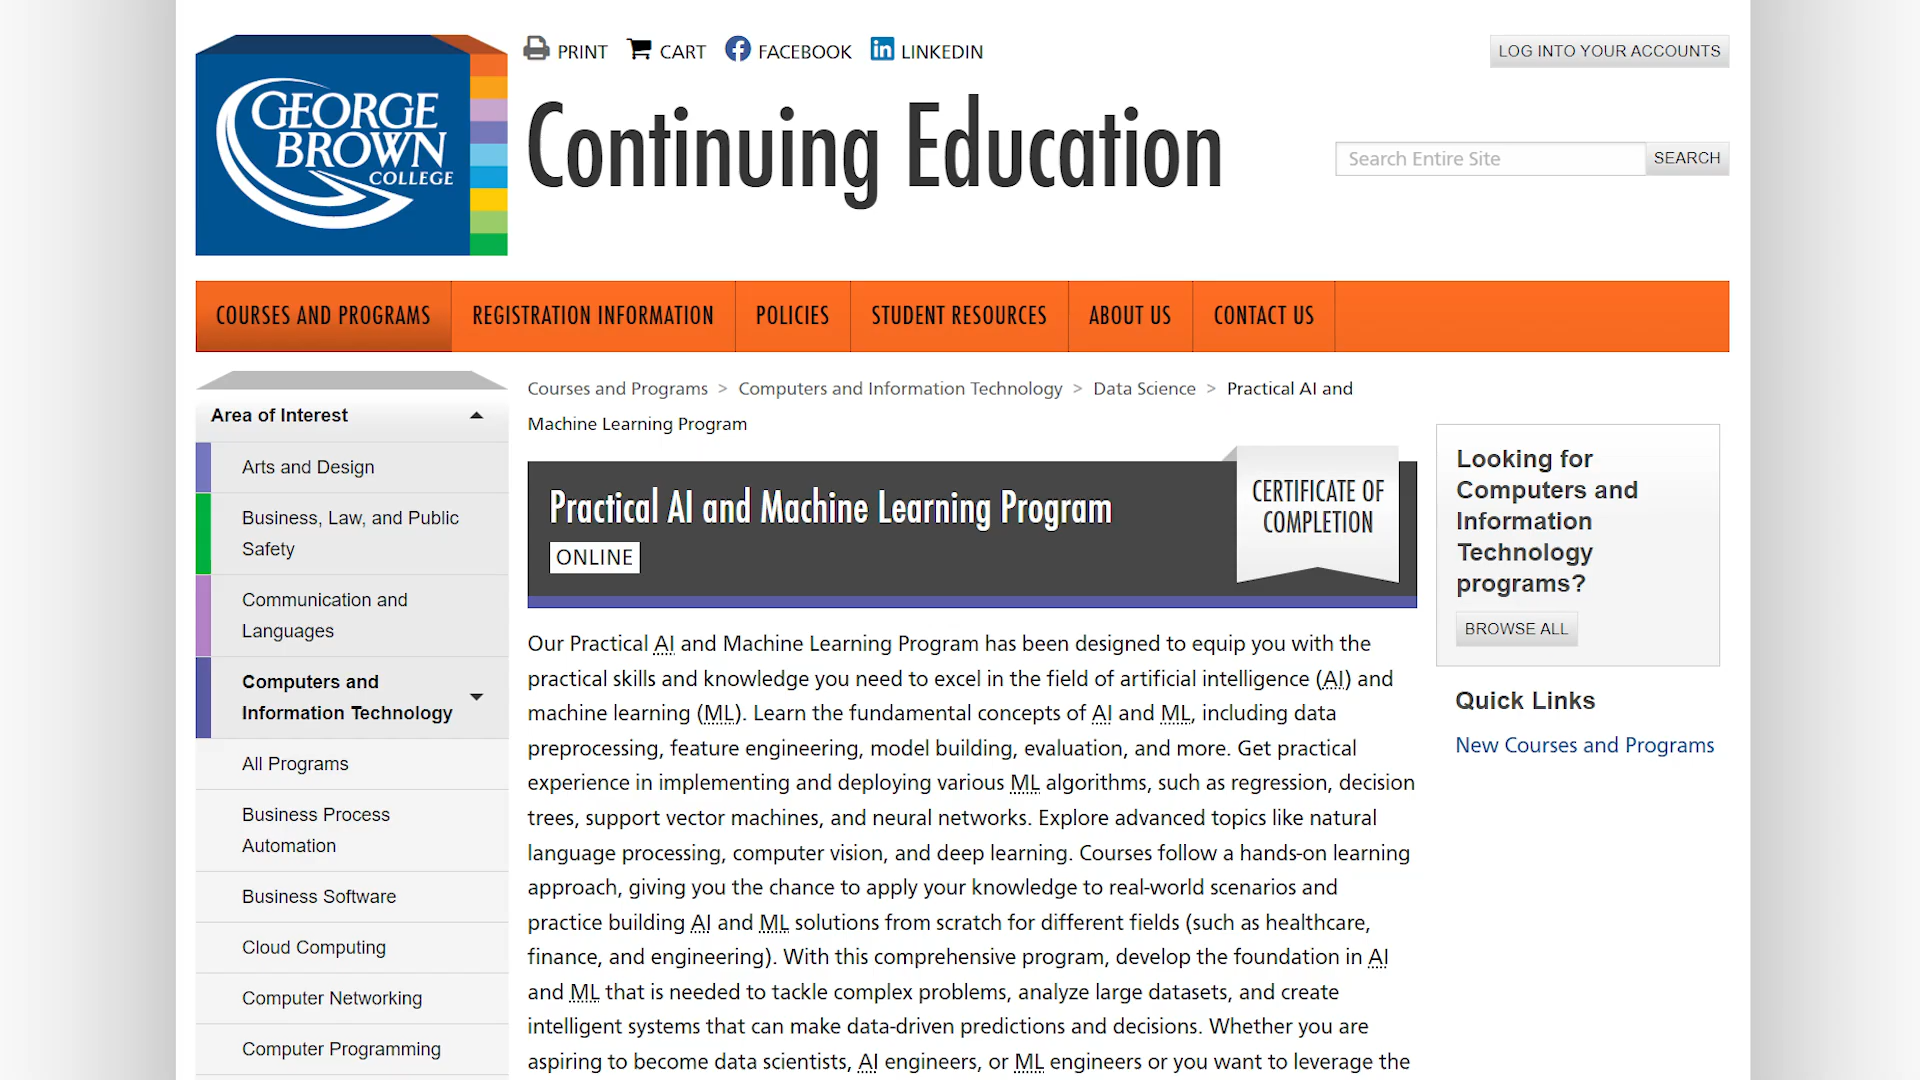 PRINT CART FACEBOOK LINKEDIN
LOG INTO YOUR ACCOUNTS
GEORGE
BROWN
COLLEGE
Continuing Education
Search Entire Site SEARCH
COURSES AND PROGRAMS REGISTRATION INFORMATION POLICIES STUDENT RESOURCES ABOUT US CONTACT US
Area of Interest
Arts and Design
Business, Law, and Public
Safety
Communication and
Languages
Computers and
Information Technology
All Programs
Business Process
Automation
Business Software
Cloud Computing
Computer Networking
Computer Programming
Courses and Programs > Computers and Information Technology > Data Science > Practical AI and
Machine Learning Program
Practical AI and Machine Learning Program
ONLINE
CERTIFICATE OF
COMPLETION
Our Practical AI and Machine Learning Program has been designed to equip you with the
practical skills and knowledge you need to excel in the field of artificial intelligence (AI) and
machine learning (ML). Learn the fundamental concepts of AI and ML, including data
preprocessing, feature engineering, model building, evaluation, and more. Get practical
experience in implementing and deploying various ML algorithms, such as regression, decision
trees, support vector machines, and neural networks. Explore advanced topics like natural
language processing, computer vision, and deep learning. Courses follow a hands-on learning
approach, giving you the chance to apply your knowledge to real-world scenarios and
practice building AI and ML solutions from scratch for different fields (such as healthcare,
finance, and engineering). With this comprehensive program, develop the foundation in AI
and ML that is needed to tackle complex problems, analyze large datasets, and create
intelligent systems that can make data-driven predictions and decisions. Whether you are
aspiring to become data scientists, AI engineers, or ML engineers or you want to leverage the
Looking for
Computers and
Information
Technology
programs?
BROWSE ALL
Quick Links
New Courses and Programs